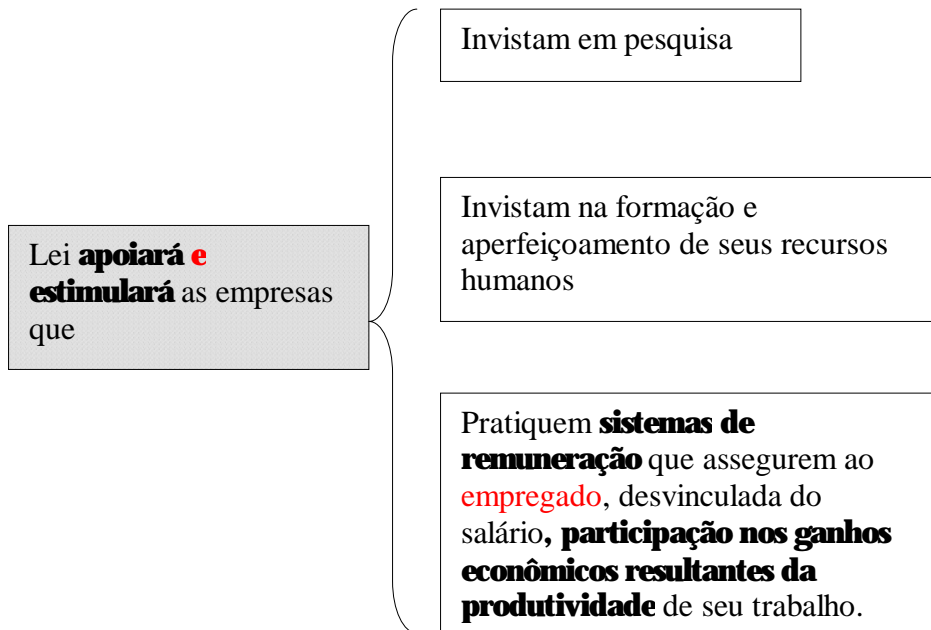 Lei apoiará e
estimulará as empresas
que
Invistam em pesquisa
Invistam na formação e
aperfeiçoamento de seus recursos
humanos
Pratiquem sistemas de
remuneração que assegurem ao
empregado, desvinculada do
salário, participação nos ganhos
econômicos resultantes da
produtividade de seu trabalho.